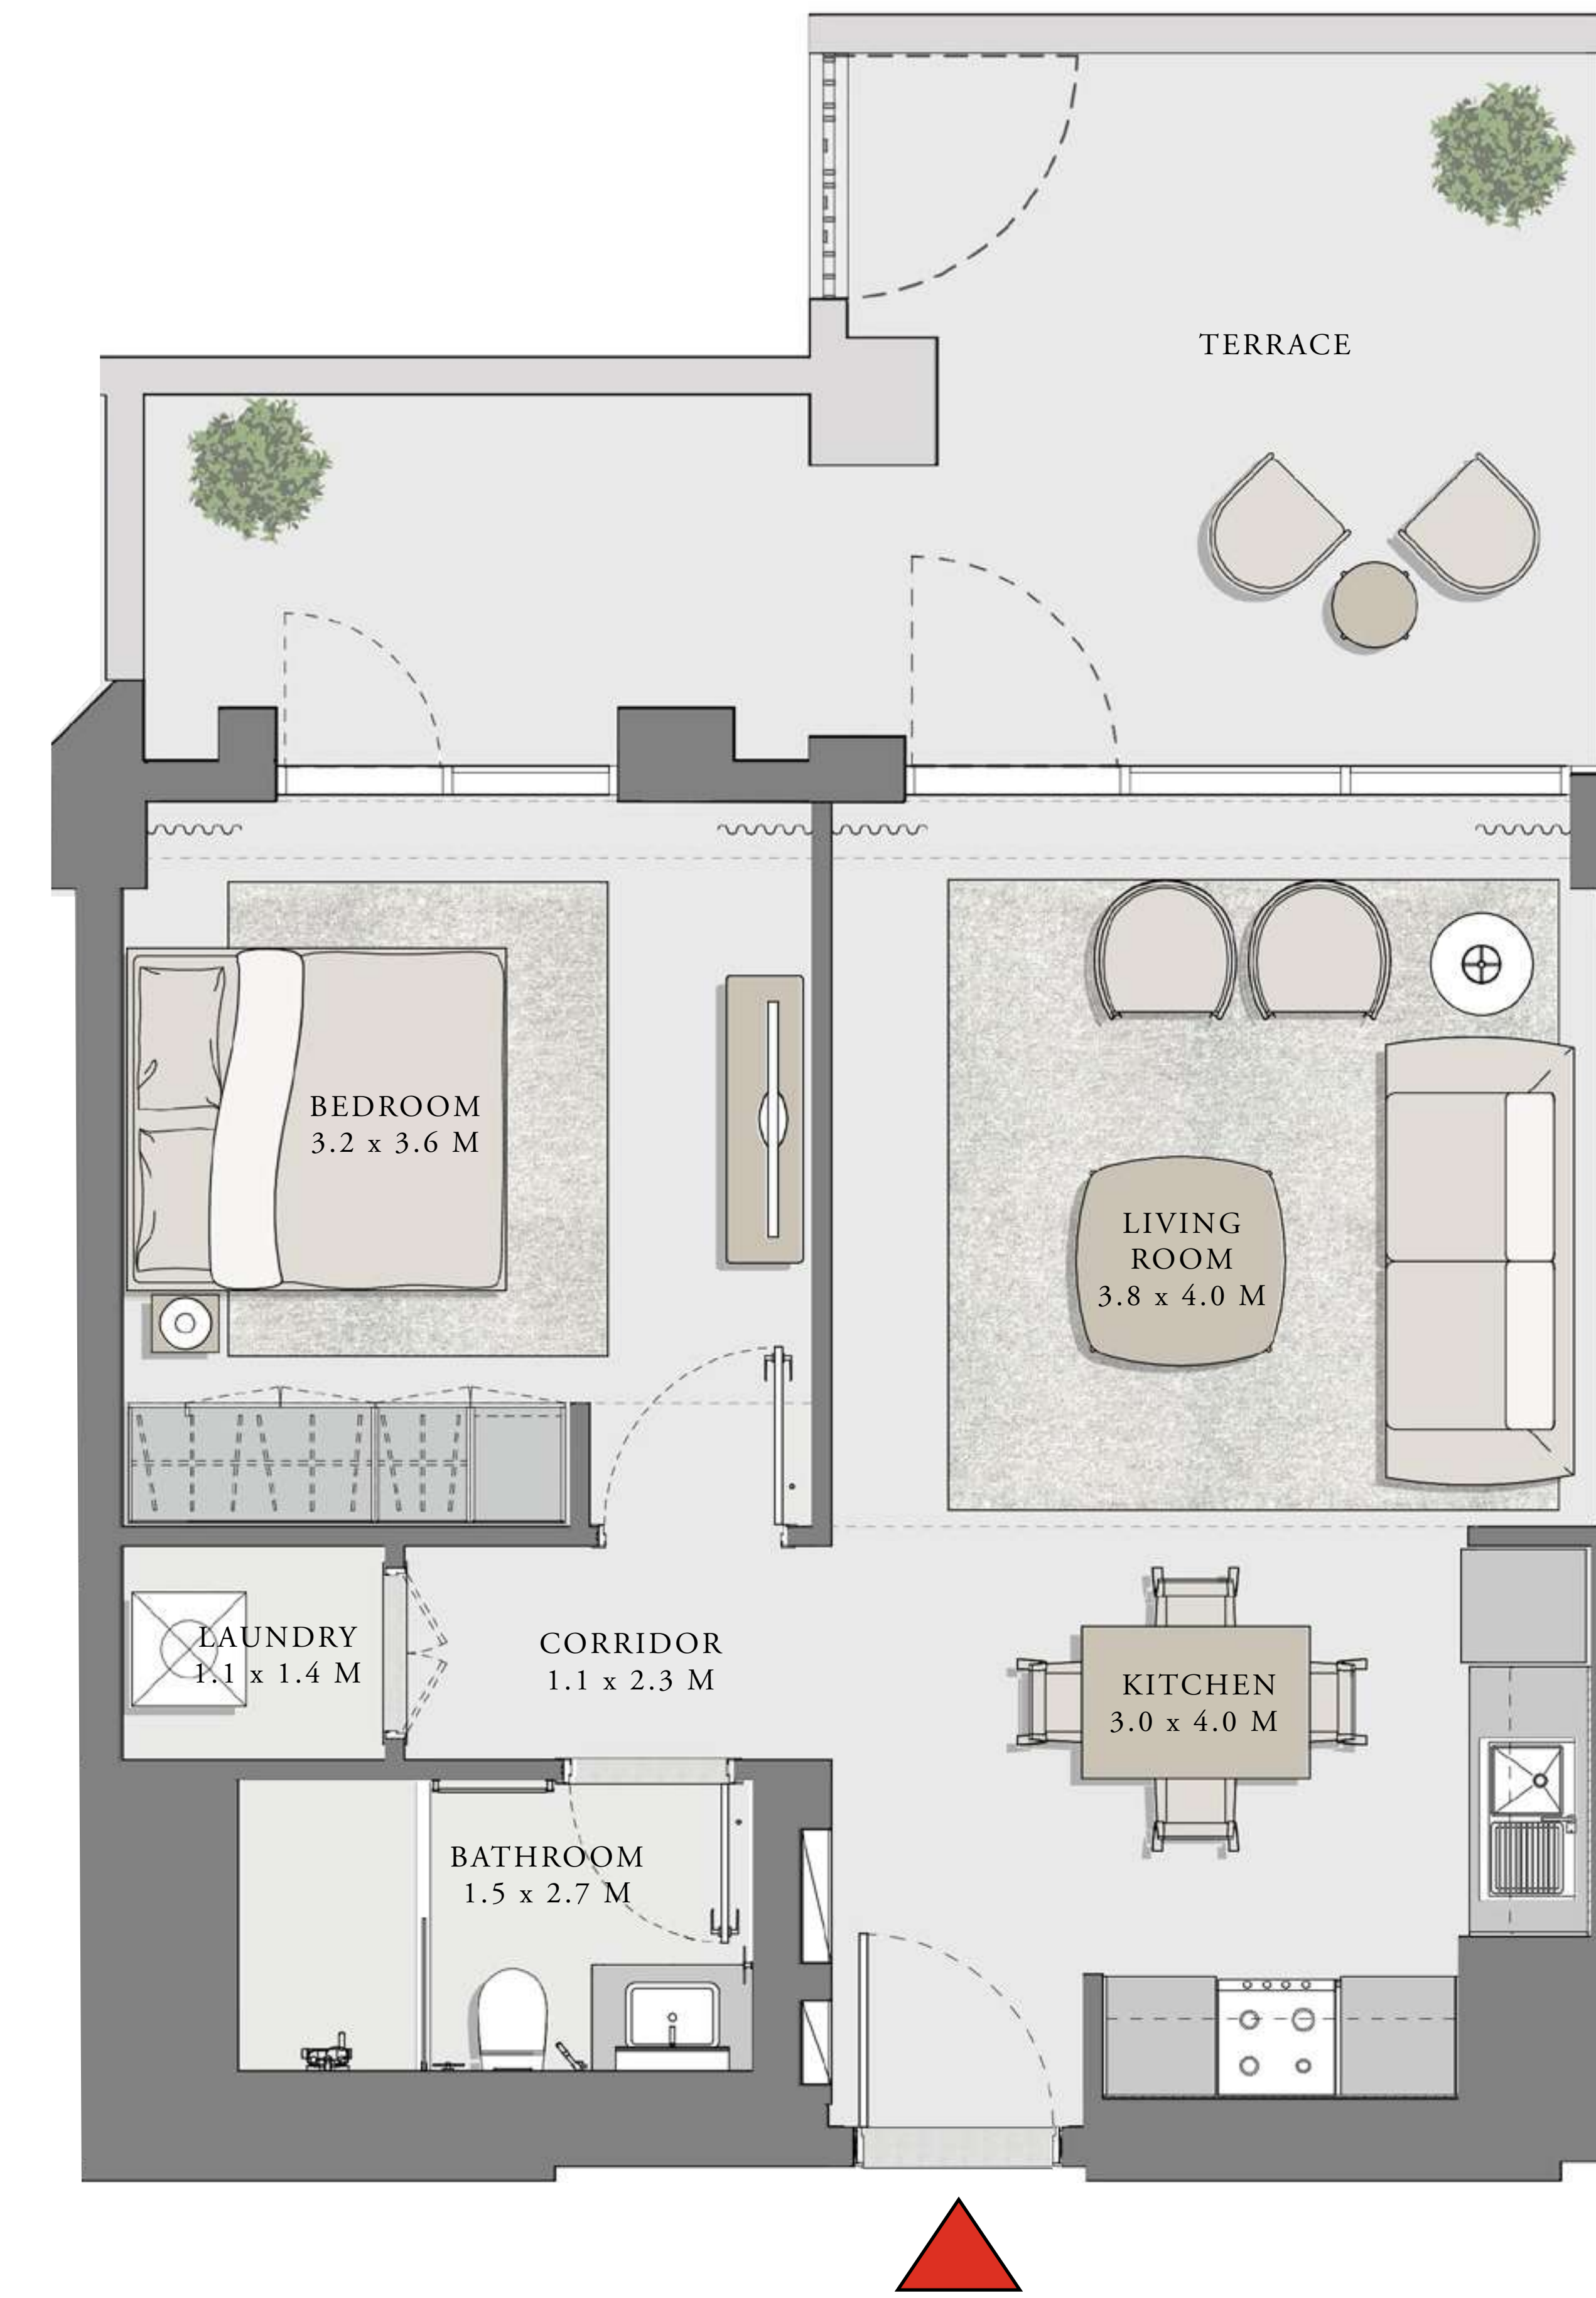 TERRACE
BEDROOM
3.2 x 3.6 M
LIVING
ROOM
3.8 x 4.0 M
LAUNDRY
1.1 x 1.4 M
CORRIDOR
1.1 x 2.3 M
KITCHEN
3.0 x 4.0 M
BATHROOM
1.5 x 2.7 M